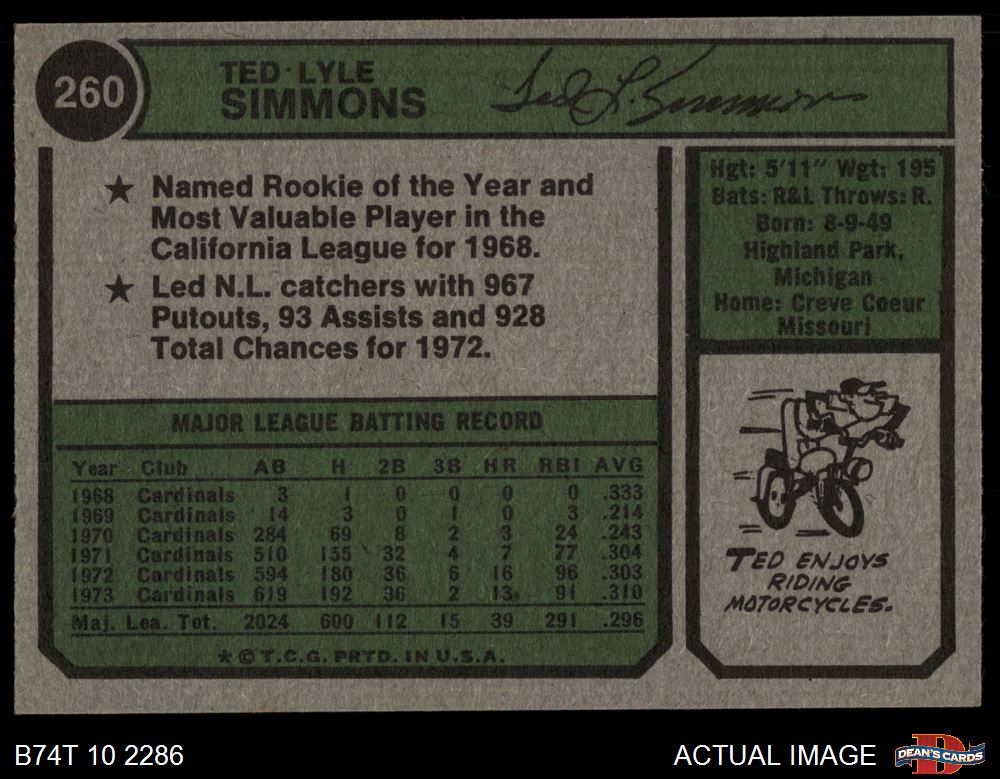 260
TED LYLE
SIMMONS
Ted L. Simmons
★ Named Rookie of the Year and
Most Valuable Player in the
California League for 1968.
★ Led N.L. catchers with 967
Putouts, 93 Assists and 928
Total Chances for 1972.
Hgt: 5'11" Wgt: 195
Bats: R&L Throws: R.
Born: 8-9-49
Highland Park,
Michigan
Home: Creve Coeur
Missouri
MAJOR LEAGUE BATTING RECORD
Year Club AB H 2B 3B HR RBI AVG
1968 Cardinals 3 1 0 0 0 0 .333
1969 Cardinals 14 3 0 1 0 3 .214
1970 Cardinals 284 69 8 2 3 24 .243
1971 Cardinals 510 155 32 4 7 77 .304
1972 Cardinals 594 180 36 6 16 96 .303
1973 Cardinals 619 192 36 2 13 91 .310
Maj. Lea. Tot. 2024 600 112 15 39 291 .296
★ © T.C.G. PRTD. IN U.S.A.
TED ENJOYS
RIDING
MOTORCYCLES.
B74T 10 2286
ACTUAL IMAGE
D
DEAN'S CARDS